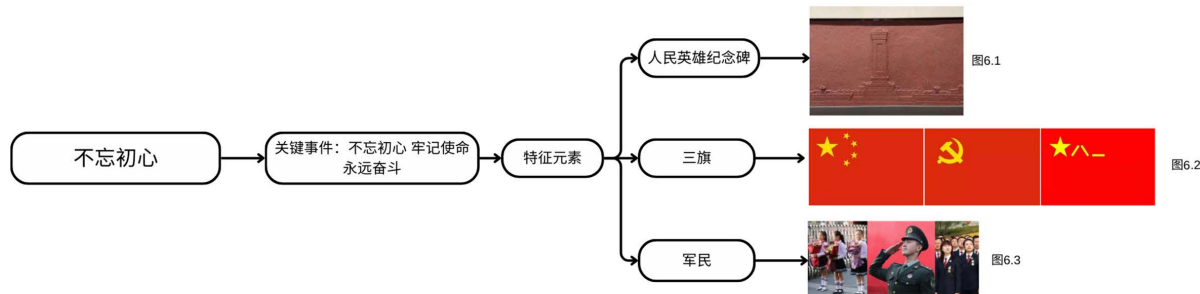 不忘初心
关键事件：不忘初心 牢记使命
永远奋斗
特征元素
人民英雄纪念碑
图6.1
三旗
八一
图6.2
军民
图6.3